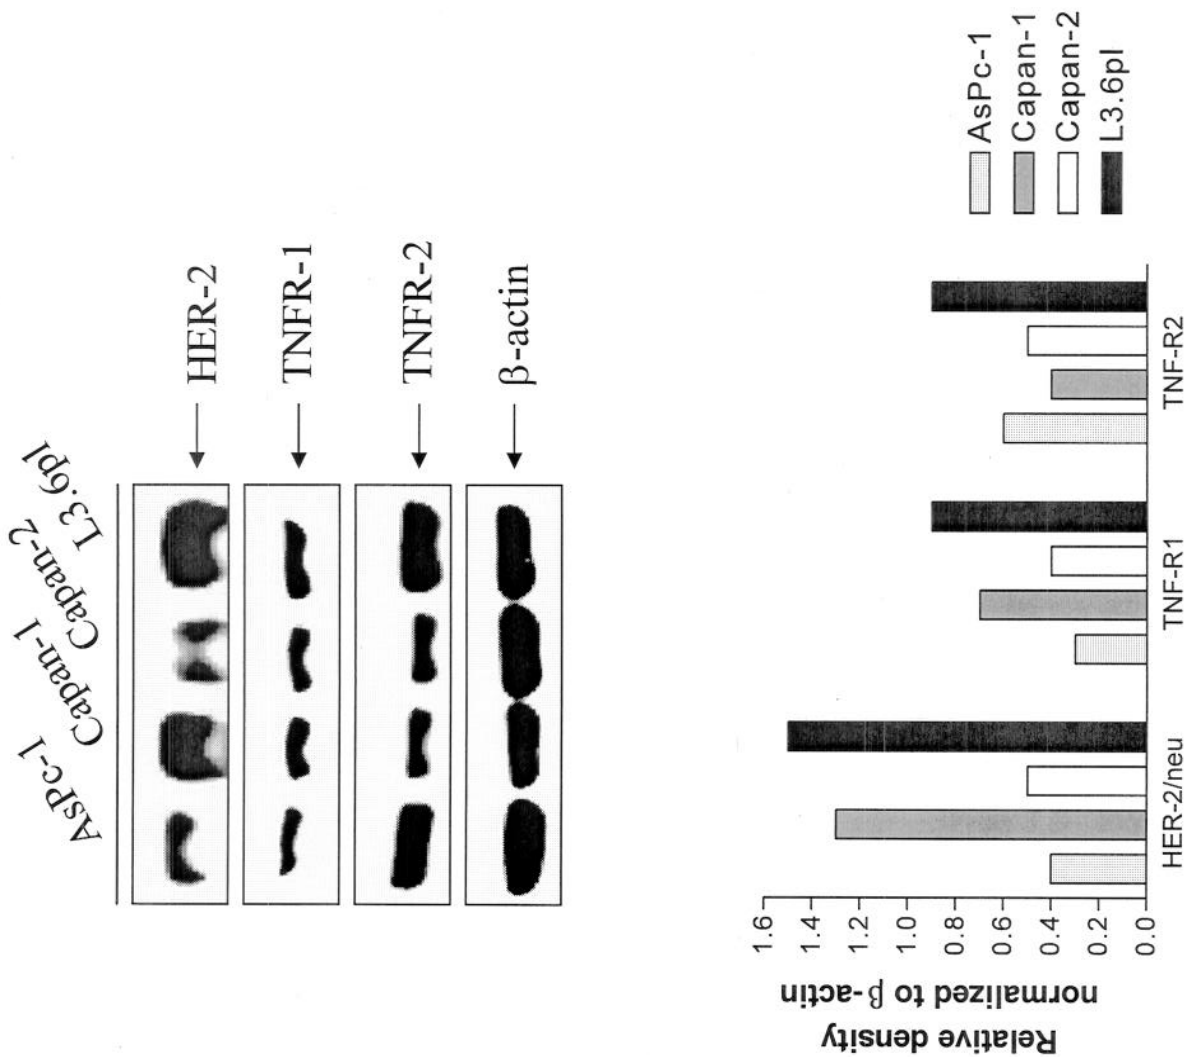 AsPc-1
Capan-1
Capan-2
L3.6pl
HER-2
TNFR-1
TNFR-2
β-actin
Relative density
normalized to β-actin
1.6
1.4
1.2
1.0
0.8
0.6
0.4
0.2
0.0
HER-2/neu
TNF-R1
TNF-R2
AsPc-1
Capan-1
Capan-2
L3.6pl